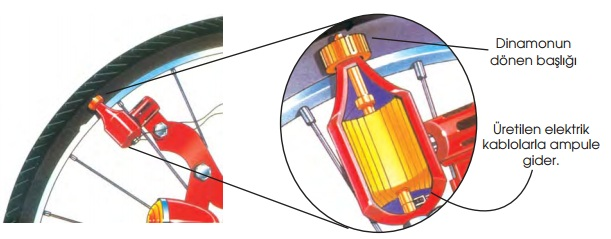 Dinamonun
dönen başlığı
Üretilen elektrik
kablolarla ampule
gider.